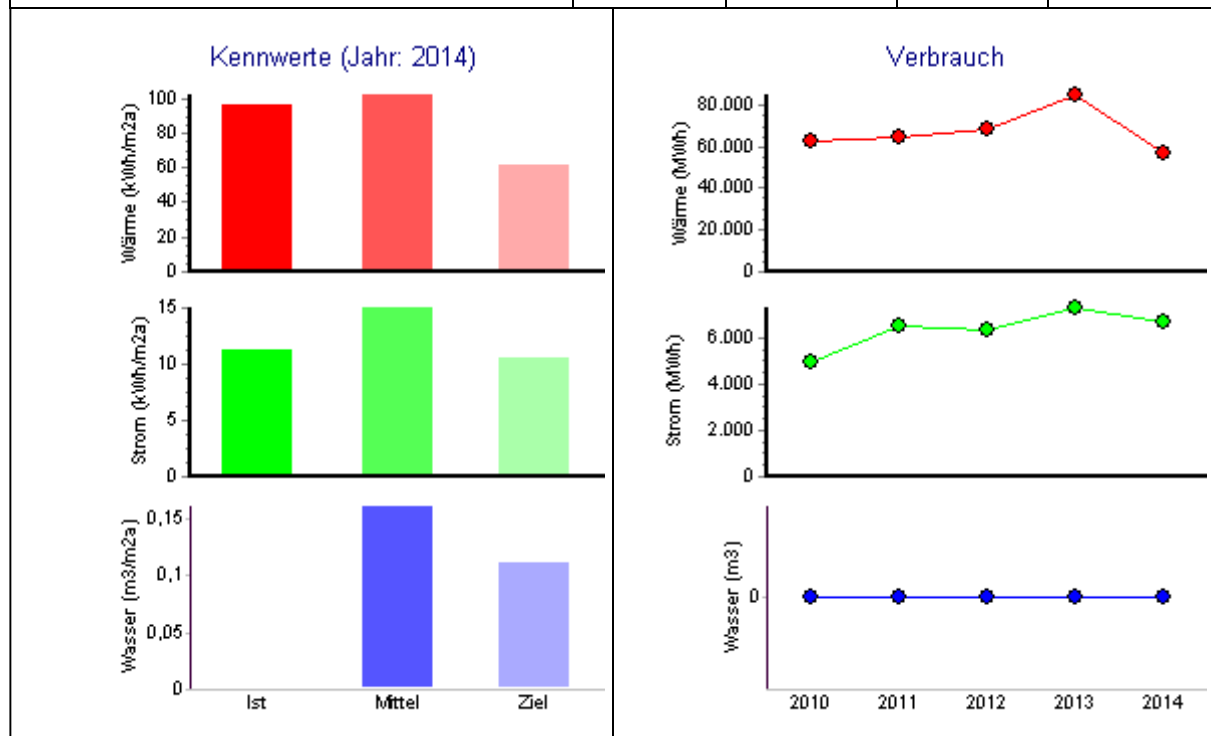 Kennwerte (Jahr: 2014)
Wärme (kWh/m2a)
100
80
60
40
20
0
Strom (kWh/m2a)
15
10
5
0
Wasser (m3/m2a)
0,15
0,1
0,05
0
Ist Mittel Ziel
Verbrauch
Wärme (MWh)
80.000
60.000
40.000
20.000
0
Strom (MWh)
6.000
4.000
2.000
0
Wasser (m3)
0
2010 2011 2012 2013 2014